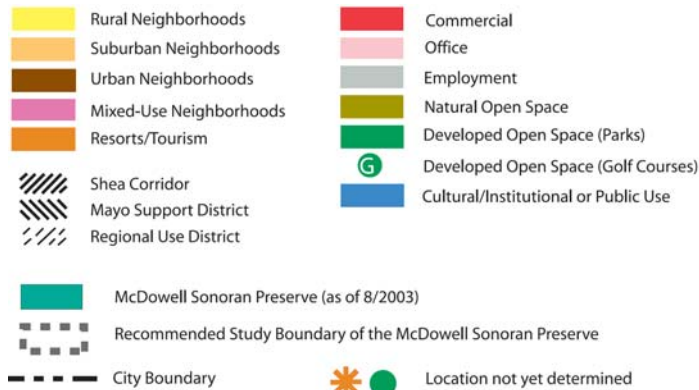 Rural Neighborhoods
Suburban Neighborhoods
Urban Neighborhoods
Mixed-Use Neighborhoods
Resorts/Tourism
Shea Corridor
Mayo Support District
Regional Use District
Commercial
Office
Employment
Natural Open Space
Developed Open Space (Parks)
G
Developed Open Space (Golf Courses)
Cultural/Institutional or Public Use
McDowell Sonoran Preserve (as of 8/2003)
Recommended Study Boundary of the McDowell Sonoran Preserve
City Boundary
Location not yet determined